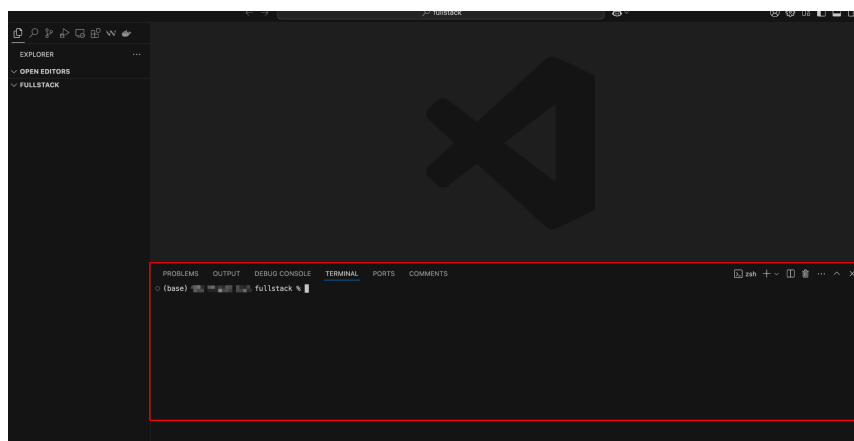 fullstack
EXPLORER
OPEN EDITORS
FULLSTACK
PROBLEMS OUTPUT DEBUG CONSOLE TERMINAL PORTS COMMENTS
zsh
(base) fullstack %